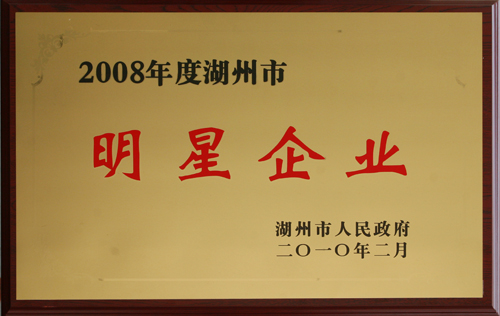 2008年度湖州市
明星企业
湖州市人民政府
二〇一〇年二月